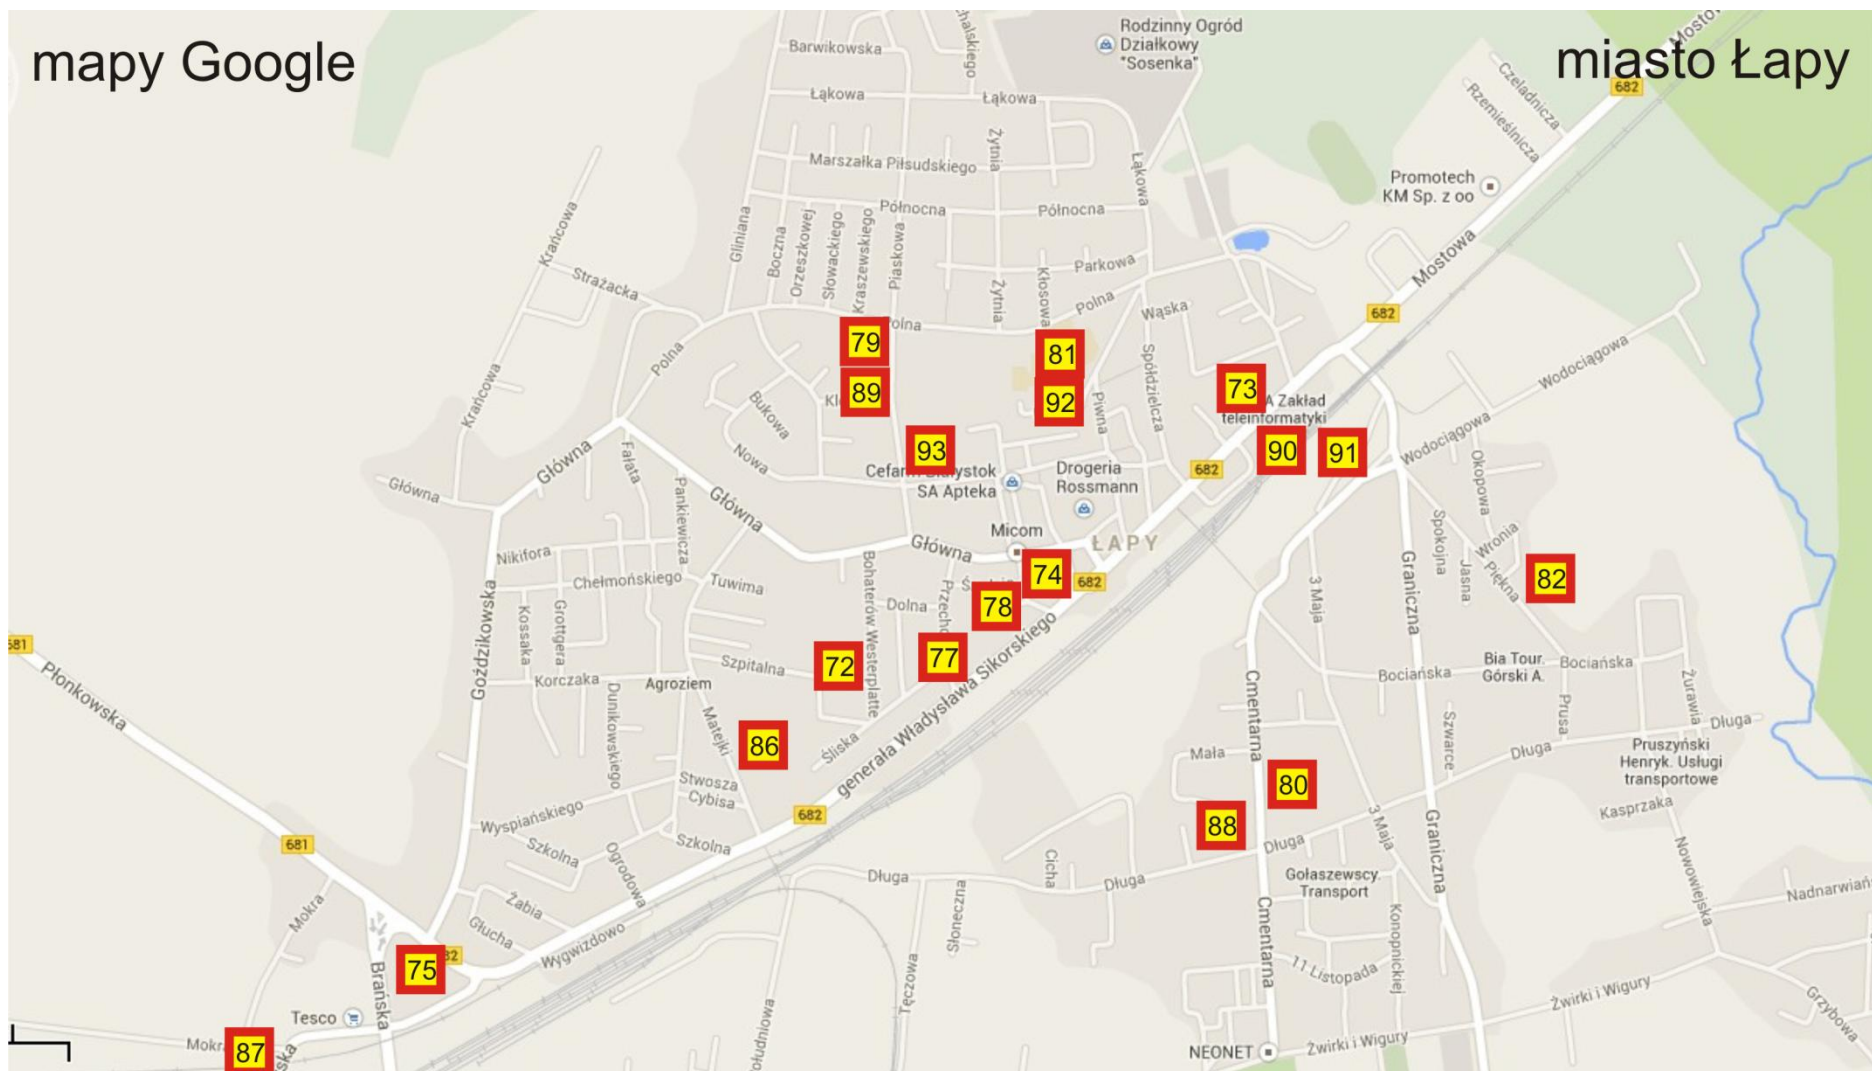 mapy Google
miasto Łapy
Rodzinny Ogród
Działkowy
"Sosenka"
Mostowa
682
Barwikowska
Łąkowa
Łąkowa
Żytnia
Marszałka Piłsudskiego
Łąkowa
Czeladnicza
Rzemieślnicza
Promotech
KM Sp. z oo
Północna
Północna
Krańcowa
Gliniana
Boczna
Orzeszkowej
Słowackiego
Kraszewskiego
Piaskowa
Strażacka
Kłosowa
Parkowa
Żytnia
Polna
Wąska
Mostowa
682
79
Polna
81
Polna
Spółdzielcza
Wodociągowa
89
92
73
Krańcowa
Bukowa
Piwna
Zakład
teleinformatyki
93
90
91
Wodociągowa
Główna
Fałata
Nowa
Cefarm Białystok
SA Apteka
Drogeria
Rossmann
682
Okopowa
Główna
Pankiewicza
Główna
Micom
Główna
ŁAPY
Spokojna
Wronia
Nikifora
Chełmońskiego
Tuwima
74
682
3 Maja
Graniczna
Jasna
Piękna
82
Goździkowska
Kossaka
Grottgera
Bohaterów Westerplatte
Dolna
78
681
Płonkowska
Szpitalna
72
77
Korczaka
Agroziem
generała Władysława Sikorskiego
Cmentarna
Bociańska
Bia Tour.
Górski A.
Bociańska
Żurawia
Dunikowskiego
Matejki
86
Śliska
Szwarce
Prusa
Długa
Mała
Długa
Pruszyński
Henryk. Usługi
transportowe
Stwosza
Cybisa
80
Kasprzaka
Wyspiańskiego
682
88
3 Maja
Graniczna
681
Szkolna
Szkolna
Długa
Ogrodowa
Długa
Cicha
Długa
Gołaszewscy.
Transport
Nowowiejska
Mokra
Żabia
Głucha
Słoneczna
Cmentarna
Konopnickiej
Wygwizdowo
75
Brańska
Tęczowa
11 Listopada
Żwirki i Wigury
Grzybowa
Tesco
87
NEONET
Żwirki i Wigury